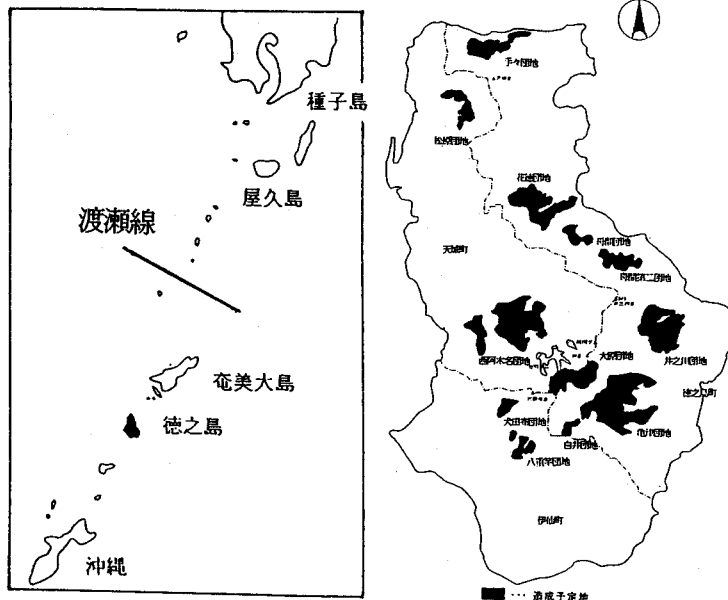 種子島
屋久島
渡瀬線
奄美大島
徳之島
沖縄
手々団地
松原団地
花徳団地
天城町
西阿木名団地
大原団地
井之川団地
徳之島町
犬田布団地
白井団地
八重竿団地
伊仙町
■ … 造成予定地